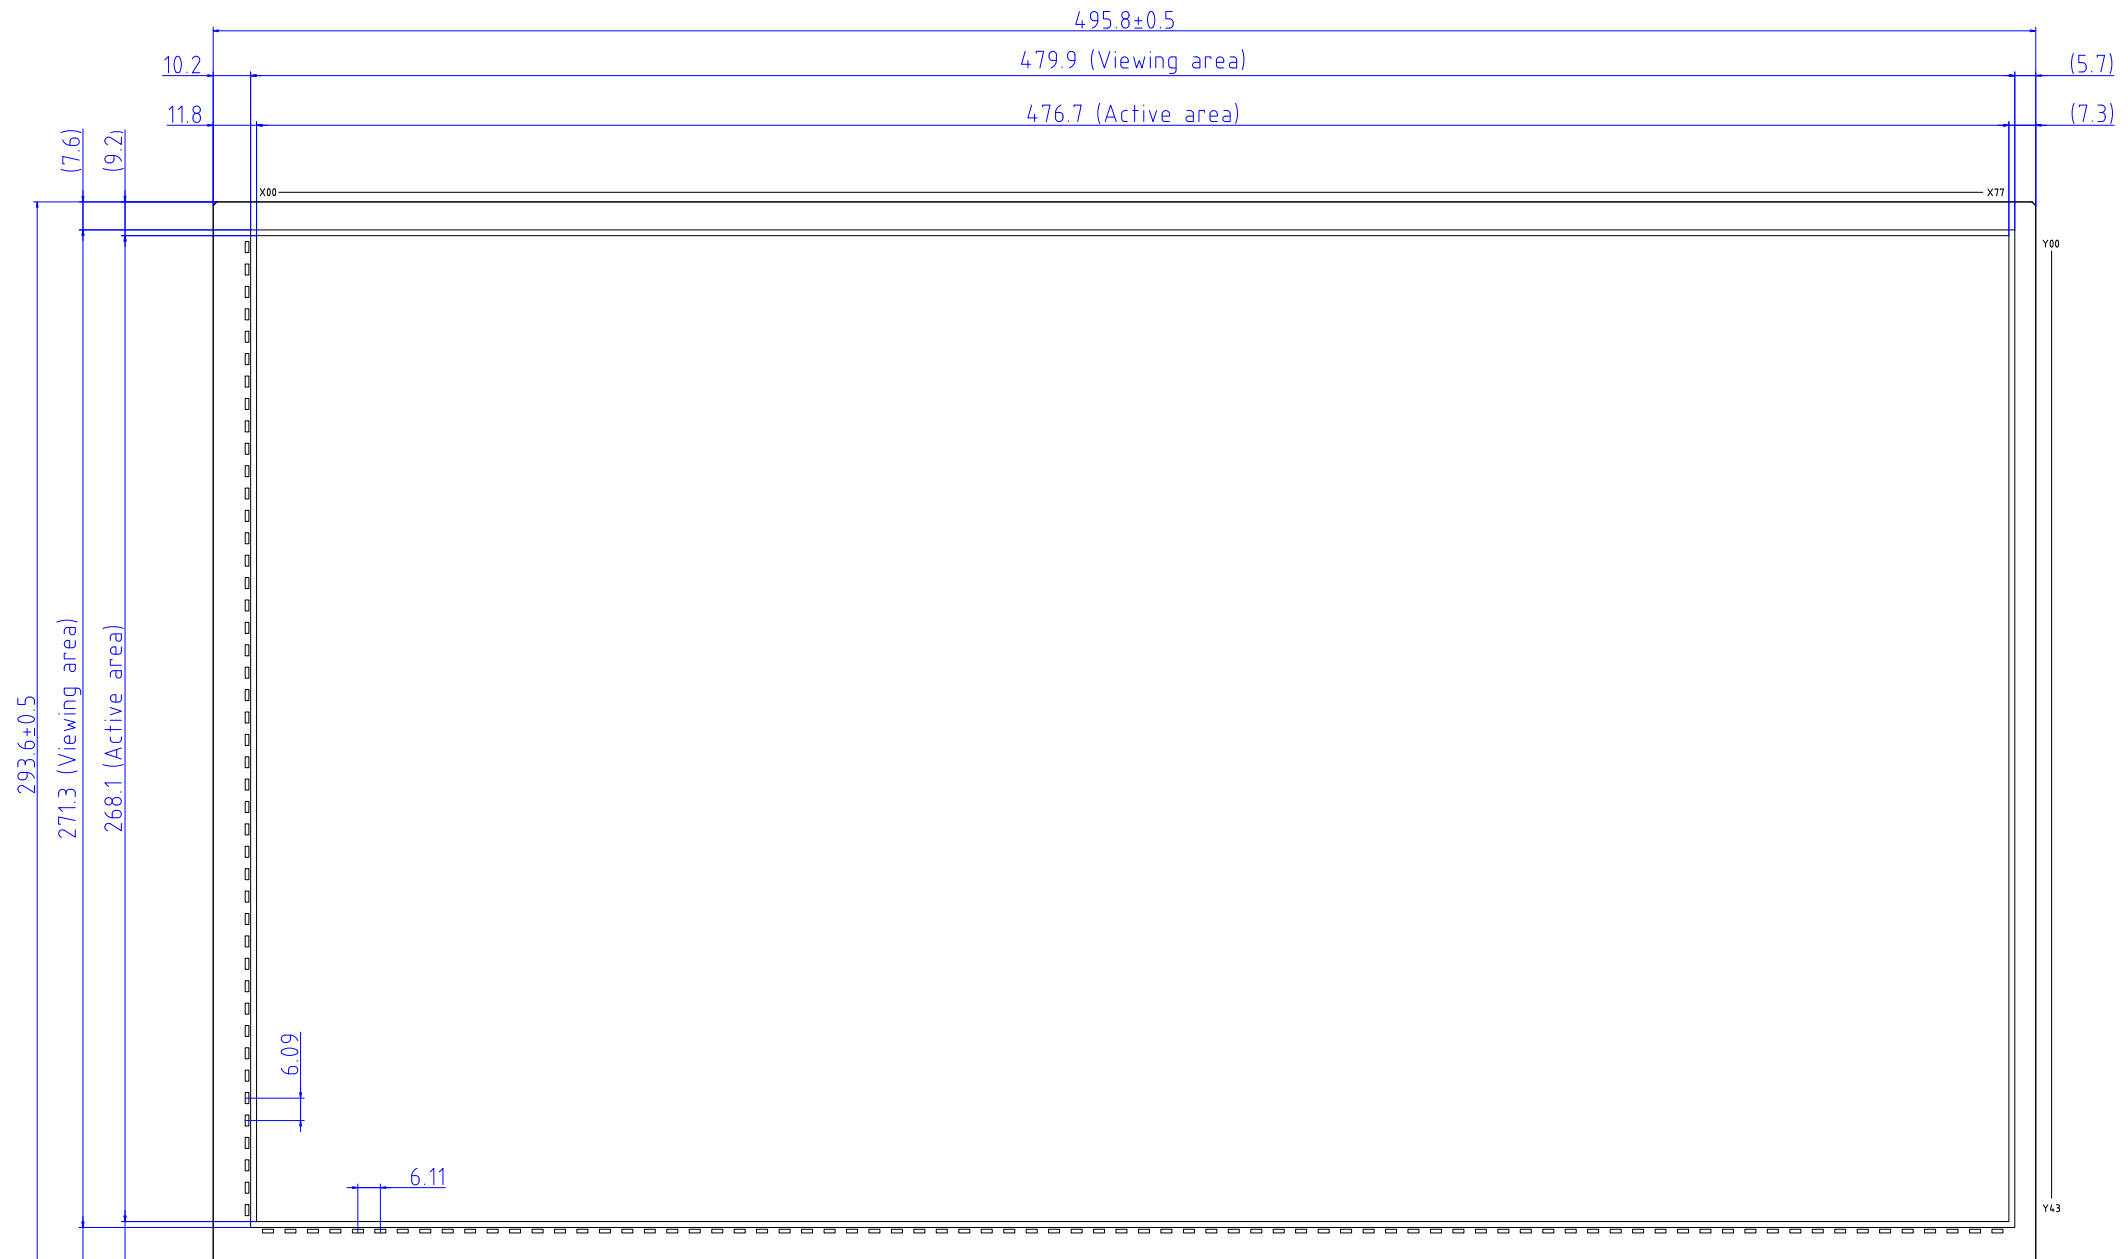 495.8±0.5
10.2
479.9 (Viewing area)
(5.7)
11.8
476.7 (Active area)
(7.3)
(7.6)
(9.2)
X00
X77
Y00
293.6±0.5
271.3 (Viewing area)
268.1 (Active area)
6.09
6.11
Y43